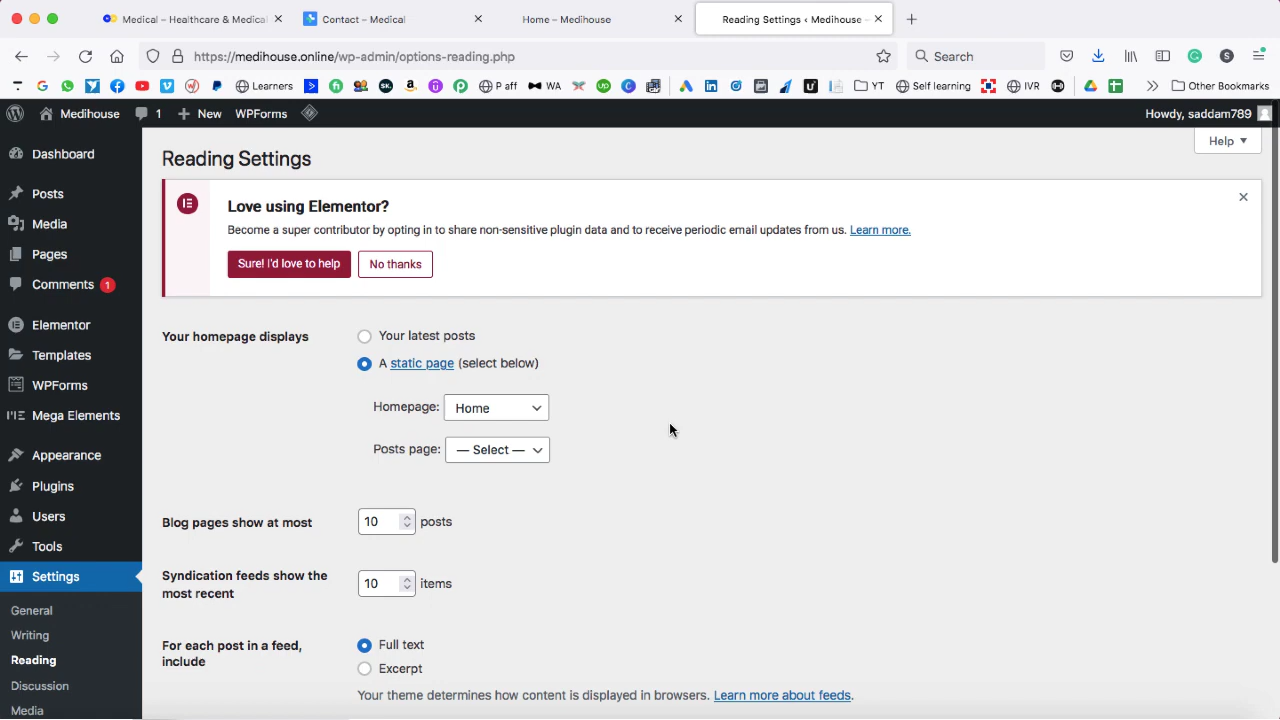 Medical – Healthcare & Medical
Contact – Medical
Home – Medihouse
Reading Settings ‹ Medihouse –
https://medihouse.online/wp-admin/options-reading.php
Search
S
Learners
P aff
WA
YT
Self learning
IVR
Other Bookmarks
Medihouse
1
New
WPForms
Howdy, saddam789
Dashboard
Posts
Media
Pages
Comments 1
Elementor
Templates
WPForms
Mega Elements
Appearance
Plugins
Users
Tools
Settings
General
Writing
Reading
Discussion
Media
Reading Settings
Help
Love using Elementor?
Become a super contributor by opting in to share non-sensitive plugin data and to receive periodic email updates from us. Learn more.
Sure! I'd love to help
No thanks
Your homepage displays
Your latest posts
A static page (select below)
Homepage: Home
Posts page: — Select —
Blog pages show at most
10 posts
Syndication feeds show the
most recent
10 items
For each post in a feed,
include
Full text
Excerpt
Your theme determines how content is displayed in browsers. Learn more about feeds.